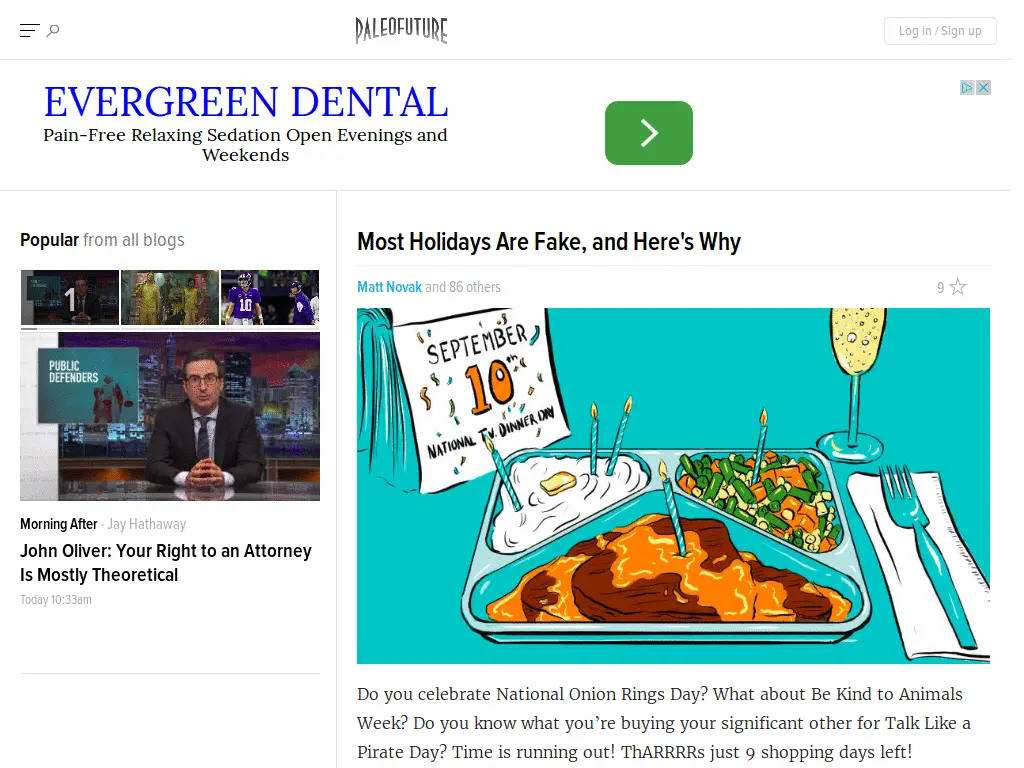 PALEOFUTURE
Log in / Sign up
EVERGREEN DENTAL
Pain-Free Relaxing Sedation Open Evenings and
Weekends
Popular from all blogs
1
10
PUBLIC
DEFENDERS
Morning After · Jay Hathaway
John Oliver: Your Right to an Attorney
Is Mostly Theoretical
Today 10:33am
Most Holidays Are Fake, and Here's Why
Matt Novak and 86 others
9
SEPTEMBER
10th
NATIONAL T.V. DINNER DAY
Do you celebrate National Onion Rings Day? What about Be Kind to Animals
Week? Do you know what you’re buying your significant other for Talk Like a
Pirate Day? Time is running out! ThARRRRs just 9 shopping days left!